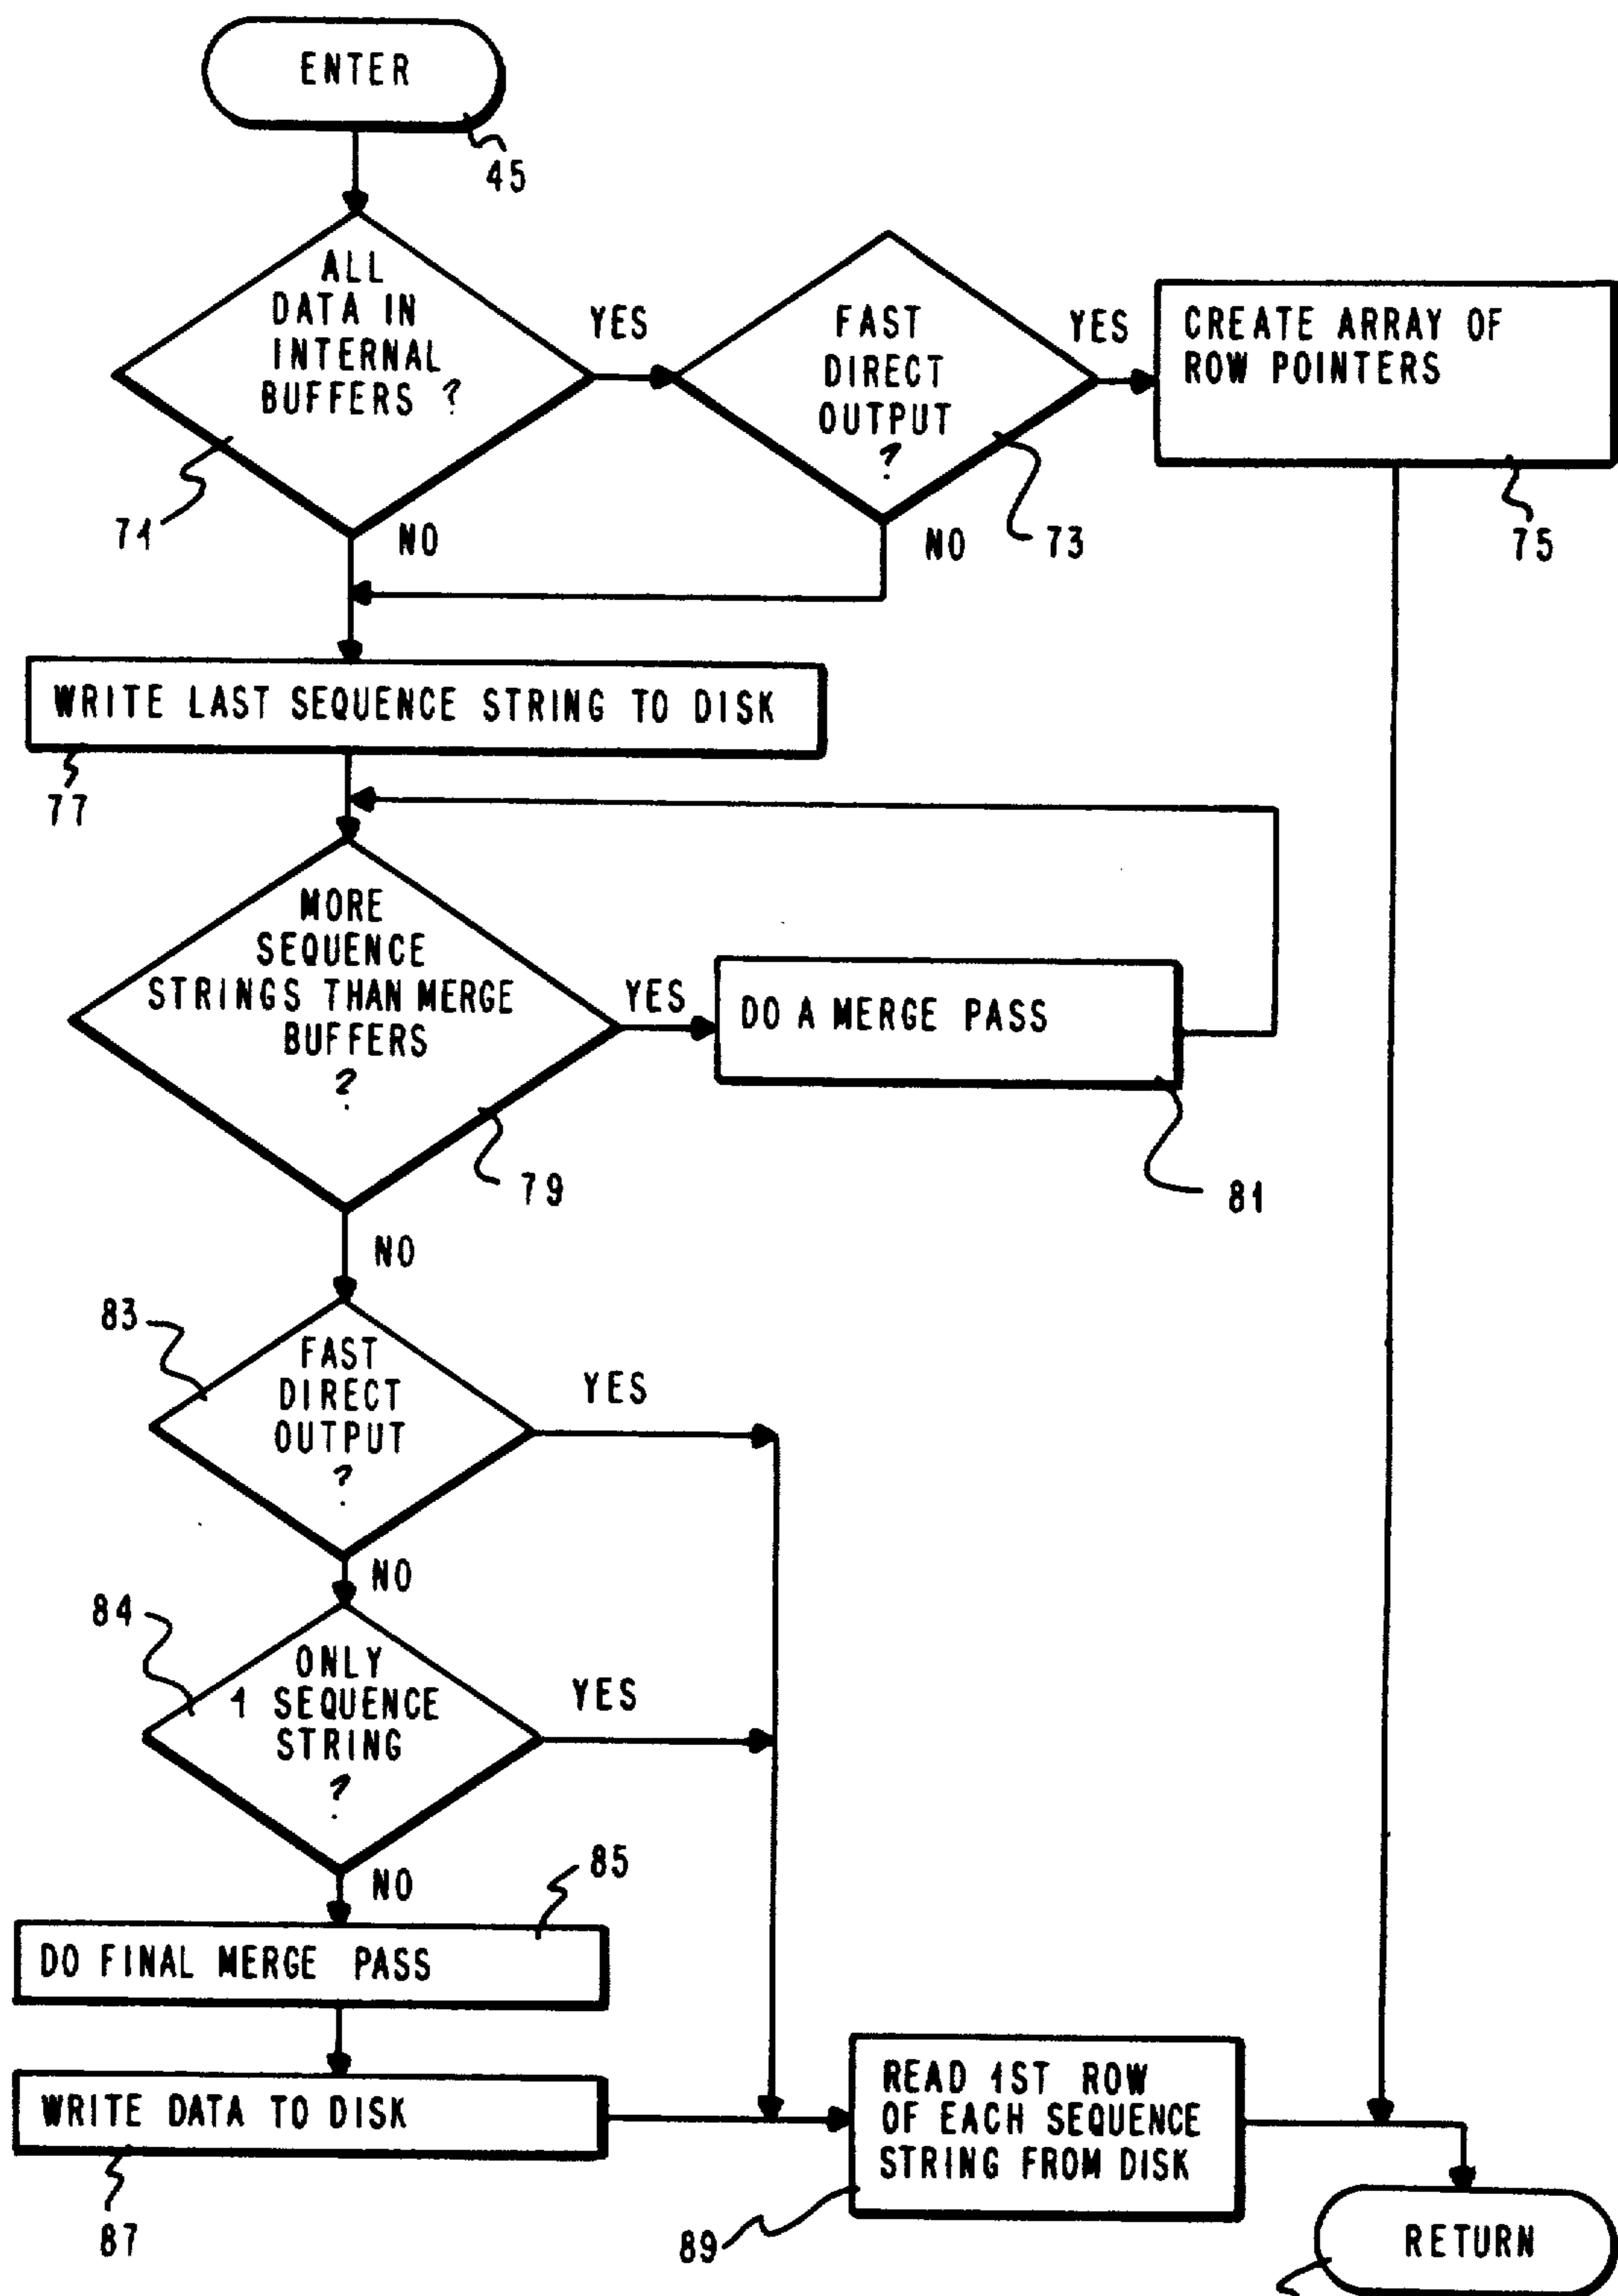 ENTER
45
ALL
DATA IN
INTERNAL
BUFFERS ?
YES
FAST
DIRECT
OUTPUT
?
YES
CREATE ARRAY OF
ROW POINTERS
71
NO
NO
73
75
WRITE LAST SEQUENCE STRING TO DISK
77
MORE
SEQUENCE
STRINGS THAN MERGE
BUFFERS
?
YES
DO A MERGE PASS
79
81
NO
83
FAST
DIRECT
OUTPUT
?
YES
NO
84
ONLY
1 SEQUENCE
STRING
?
YES
NO
85
DO FINAL MERGE PASS
WRITE DATA TO DISK
87
READ 1ST ROW
OF EACH SEQUENCE
STRING FROM DISK
89
RETURN